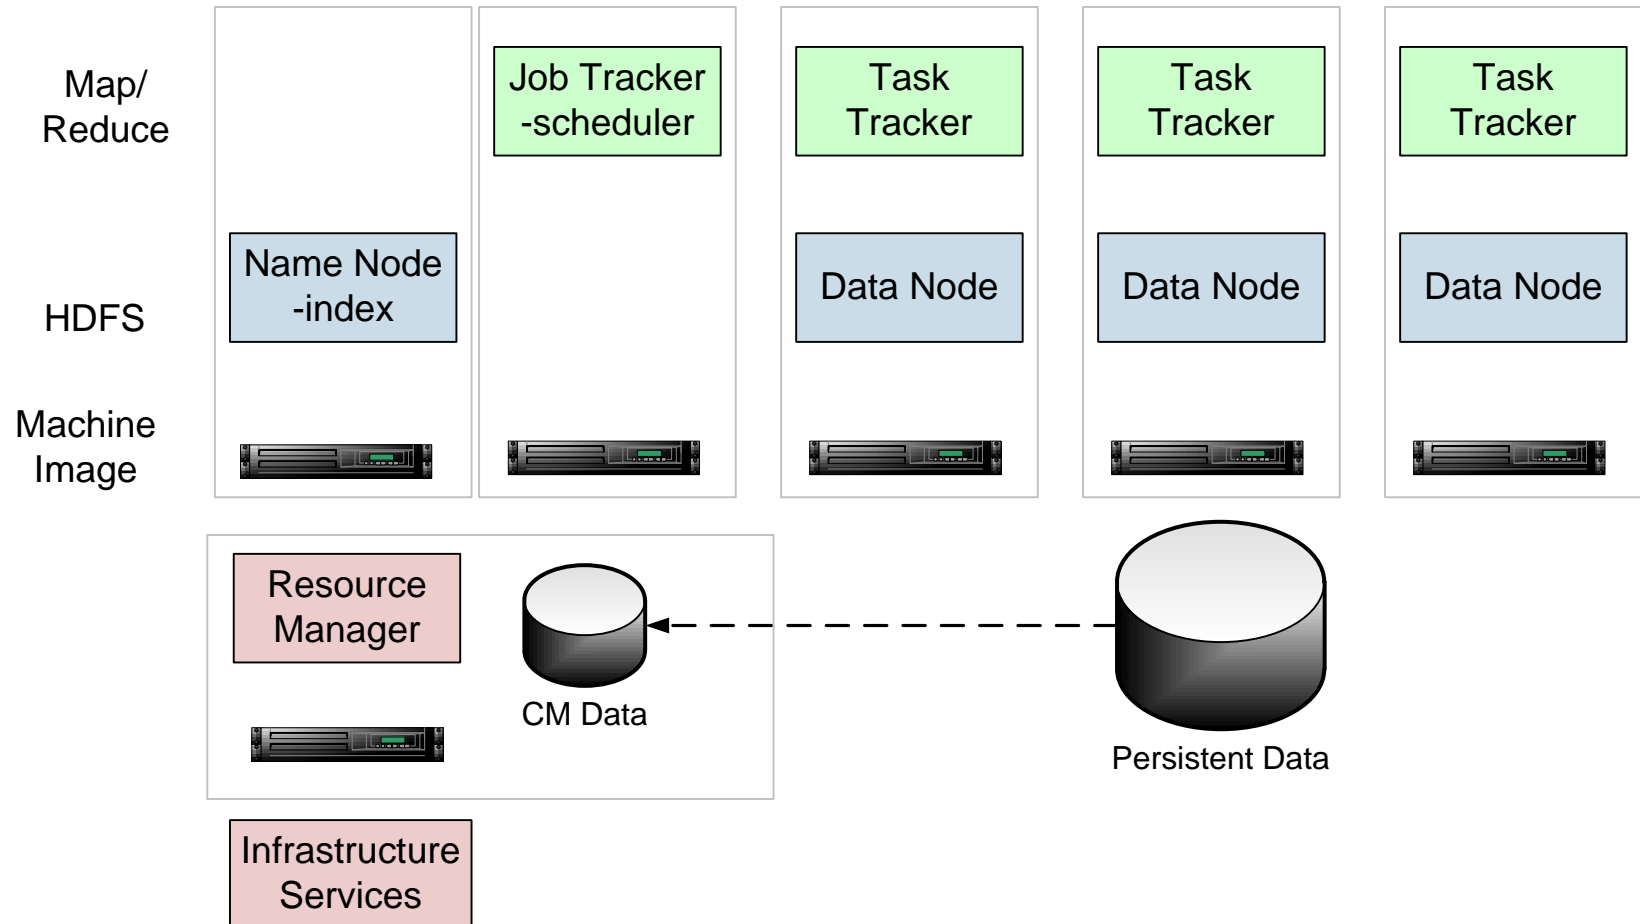 Map/
Reduce
Job Tracker
-scheduler
Task
Tracker
Task
Tracker
Task
Tracker
HDFS
Name Node
-index
Data Node
Data Node
Data Node
Machine
Image
Resource
Manager
CM Data
Persistent Data
Infrastructure
Services